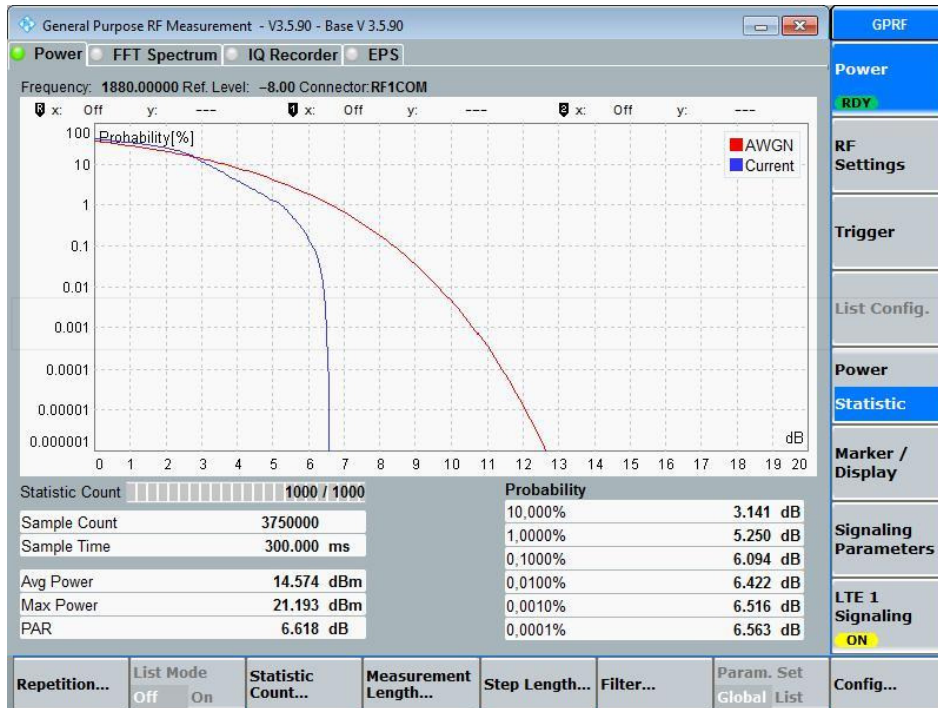 General Purpose RF Measurement - V3.5.90 - Base V 3.5.90
GPRF
Power FFT Spectrum IQ Recorder EPS
Frequency: 1880.00000 Ref. Level: -8.00 Connector:RF1COM
R x: Off y: --- 1 x: Off y: --- 2 x: Off y: ---
Probability[%]
AWGN
Current
100
10
1
0.1
0.01
0.001
0.0001
0.00001
0.000001
dB
0 1 2 3 4 5 6 7 8 9 10 11 12 13 14 15 16 17 18 19 20
Statistic Count 1000 / 1000
Sample Count 3750000
Sample Time 300.000 ms
Avg Power 14.574 dBm
Max Power 21.193 dBm
PAR 6.618 dB
Probability
10,000% 3.141 dB
1,0000% 5.250 dB
0,1000% 6.094 dB
0,0100% 6.422 dB
0,0010% 6.516 dB
0,0001% 6.563 dB
Power
RDY
RF
Settings
Trigger
List Config.
Power
Statistic
Marker /
Display
Signaling
Parameters
LTE 1
Signaling
ON
Repetition...
List Mode
Off On
Statistic
Count...
Measurement
Length...
Step Length...
Filter...
Param. Set
Global List
Config...